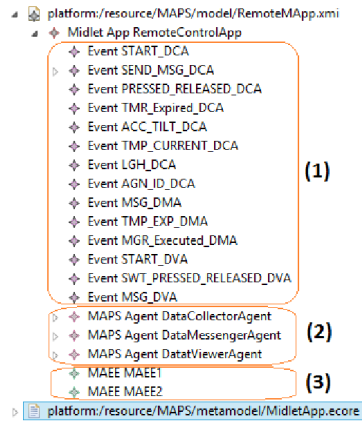 platform:/resource/MAPS/model/RemoteMApp.xmi
Midlet App RemoteControlApp
Event START_DCA
Event SEND_MSG_DCA
Event PRESSED_RELEASED_DCA
Event TMR_Expired_DCA
Event ACC_TILT_DCA
Event TMP_CURRENT_DCA
Event LGH_DCA
Event AGN_ID_DCA
Event MSG_DMA
Event TMP_EXP_DMA
Event MGR_Executed_DMA
Event START_DVA
Event SWT_PRESSED_RELEASED_DVA
Event MSG_DVA
(1)
MAPS Agent DataCollectorAgent
MAPS Agent DataMessengerAgent
MAPS Agent DatatViewerAgent
(2)
MAEE MAEE1
MAEE MAEE2
(3)
platform:/resource/MAPS/metamodel/MidletApp.ecore